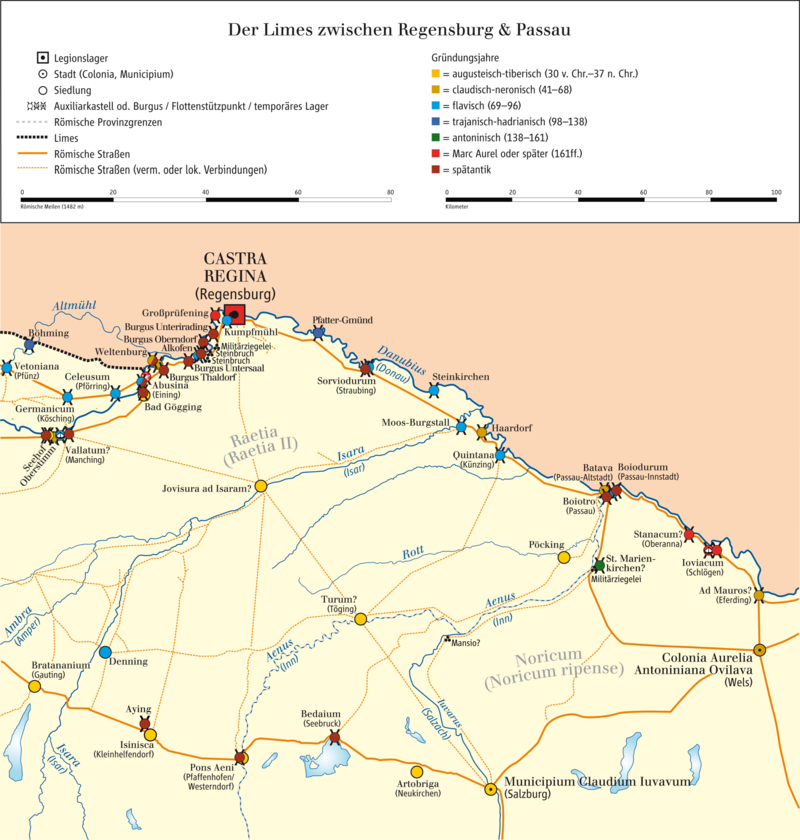 Der Limes zwischen Regensburg & Passau
Legionslager
Stadt (Colonia, Municipium)
Siedlung
Auxiliarkastell od. Burgus / Flottenstützpunkt / temporäres Lager
Römische Provinzgrenzen
Limes
Römische Straßen
Römische Straßen (verm. oder lok. Verbindungen)
Gründungsjahre
= augusteisch-tiberisch (30 v. Chr.–37 n. Chr.)
= claudisch-neronisch (41–68)
= flavisch (69–96)
= trajanisch-hadrianisch (98–138)
= antoninisch (138–161)
= Marc Aurel oder später (161ff.)
= spätantik
0 20 40 60 80
Römische Meilen (1482 m)
0 20 40 60 80 100
Kilometer
CASTRA
REGINA
(Regensburg)
Großprüfening
Kumpfmühl
Burgus Unterirading
Burgus Oberndorf
Alkofen
Militärziegelei
Steinbruch
Steinbruch
Burgus Untersaal
Burgus Thaldorf
Weltenburg
Altmühl
Böhming
Vetoniana
(Pfünz)
Celeusum
(Pförring)
Abusina
(Eining)
Bad Gögging
Germanicum
(Kösching)
Seehof
Oberstimm
Vallatum?
(Manching)
Pfatter-Gmünd
Danubius
(Donau)
Sorviodurum
(Straubing)
Steinkirchen
Moos-Burgstall
Haardorf
Quintana
(Künzing)
Raetia
(Raetia II)
Isara
(Isar)
Jovisura ad Isaram?
Batava
(Passau-Altstadt)
Boiodurum
(Passau-Innstadt)
Boiotro
(Passau)
Stanacum?
(Oberanna)
Ioviacum
(Schlögen)
Pöcking
St. Marien-
kirchen?
Militärziegelei
Ad Mauros?
(Eferding)
Rott
Turum?
(Töging)
Aenus
(Inn)
Aenus
(Inn)
Mansio?
Ambra
(Amper)
Noricum
(Noricum ripense)
Colonia Aurelia
Antoniniana Ovilava
(Wels)
Denning
Bratananium
(Gauting)
Iuvarus
(Salzach)
Aying
Isinisca
(Kleinhelfendorf)
Isara
(Isar)
Bedaium
(Seebruck)
Pons Aeni
(Pfaffenhofen/
Westerndorf)
Artobriga
(Neukirchen)
Municipium Claudium Iuvavum
(Salzburg)